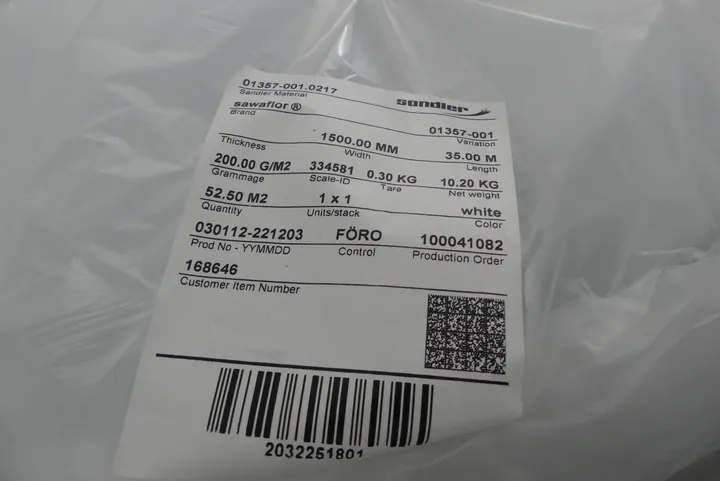 01357-001.0217
Sandler Material
sandler
sawaflor ®
Brand
01357-001
Variation
Thickness
1500.00 MM
Width
35.00 M
Length
200.00 G/M2
Grammage
334581
Scale-ID
0.30 KG
Tara
10.20 KG
Net weight
52.50 M2
Quantity
1 x 1
Units/stack
white
Color
030112-221203
Prod No - YYMMDD
FÖRO
Control
100041082
Production Order
168646
Customer Item Number
2032251801